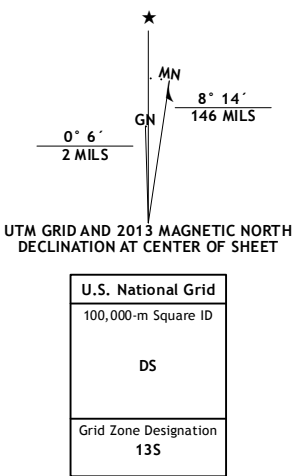 ★
MN
GN
8° 14´
146 MILS
0° 6´
2 MILS
UTM GRID AND 2013 MAGNETIC NORTH
DECLINATION AT CENTER OF SHEET
U.S. National Grid
100,000-m Square ID
DS
Grid Zone Designation
13S